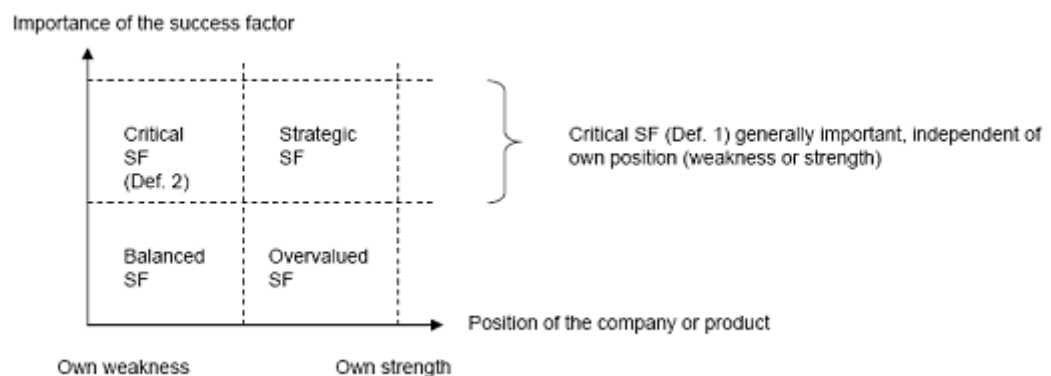 Importance of the success factor
Critical
SF
(Def. 2)
Strategic
SF
Critical SF (Def. 1) generally important, independent of
own position (weakness or strength)
Balanced
SF
Overvalued
SF
Position of the company or product
Own weakness
Own strength